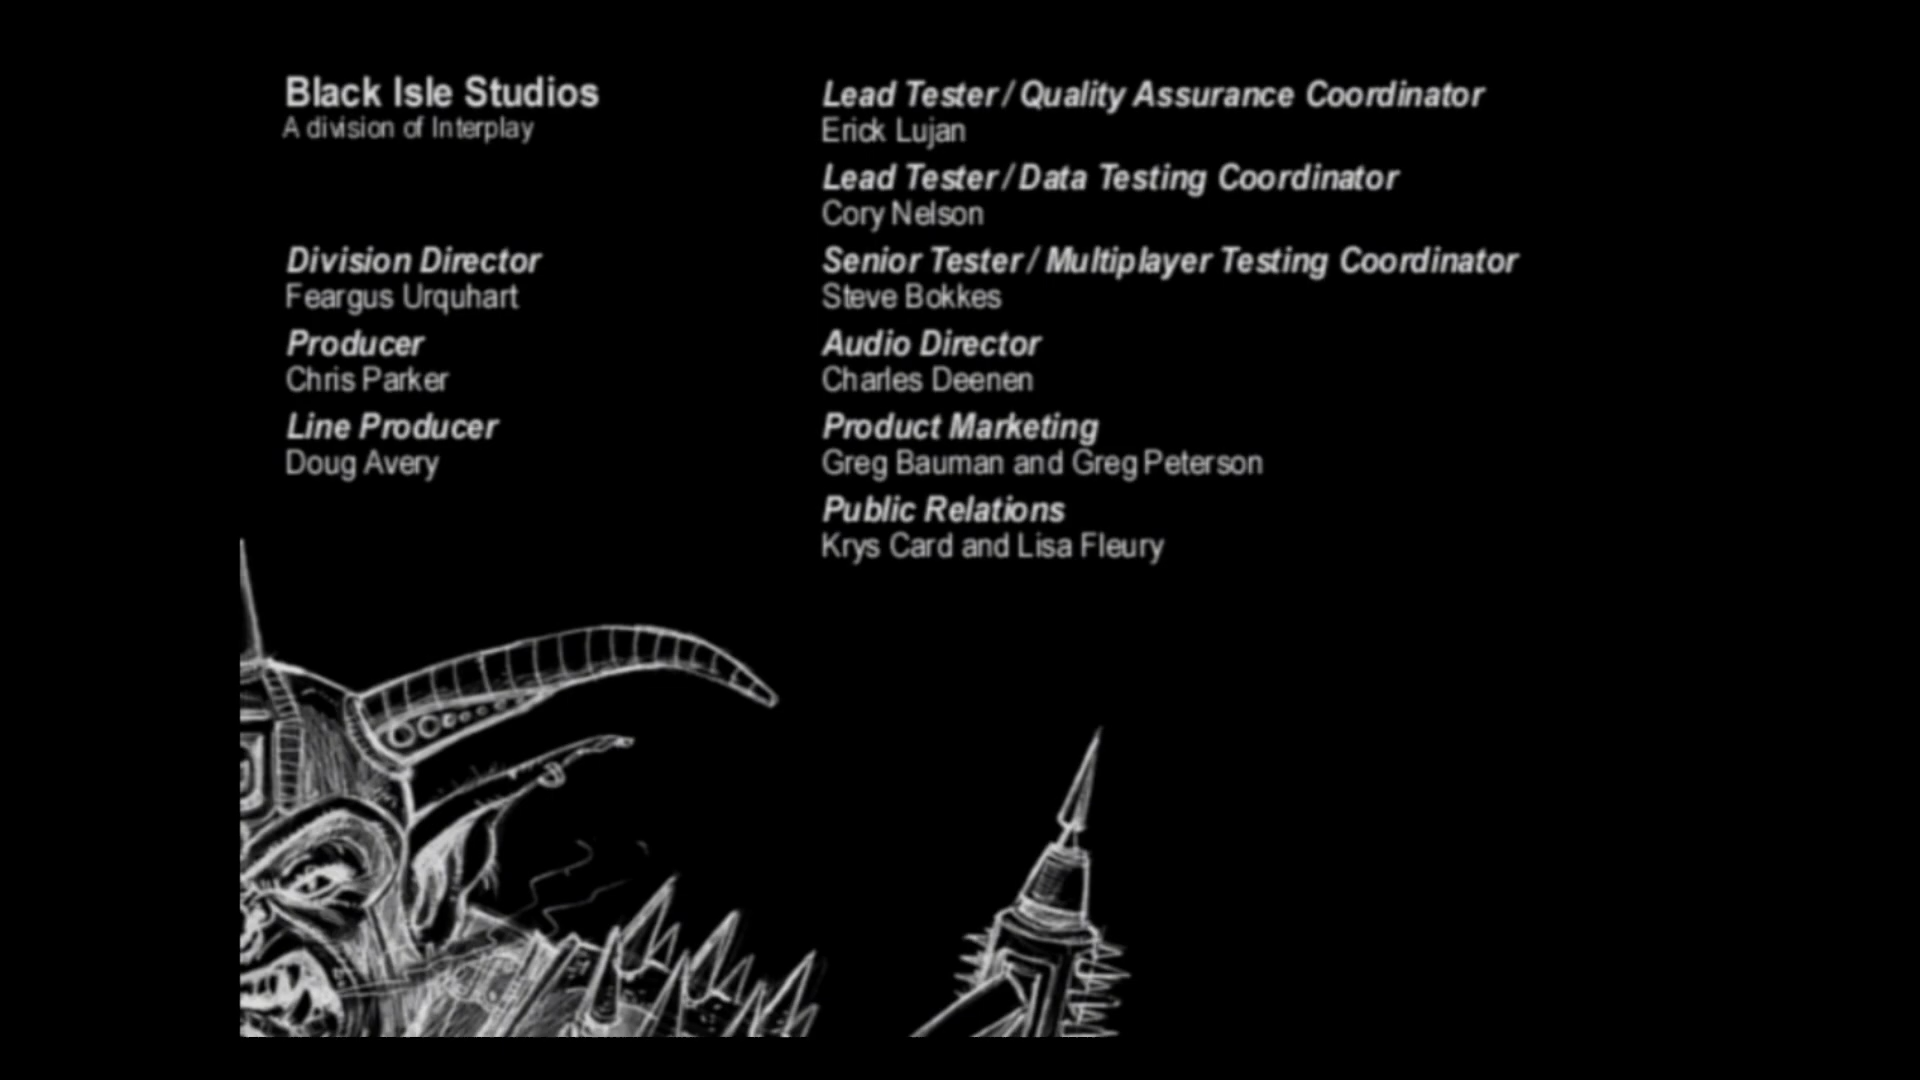 Black Isle Studios
A division of Interplay
Division Director
Feargus Urquhart
Producer
Chris Parker
Line Producer
Doug Avery
Lead Tester / Quality Assurance Coordinator
Erick Lujan
Lead Tester / Data Testing Coordinator
Cory Nelson
Senior Tester / Multiplayer Testing Coordinator
Steve Bokkes
Audio Director
Charles Deenen
Product Marketing
Greg Bauman and Greg Peterson
Public Relations
Krys Card and Lisa Fleury